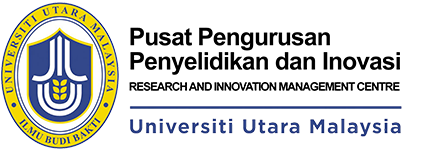 UNIVERSITI UTARA MALAYSIA
ILMU BUDI BAKTI
Pusat Pengurusan
Penyelidikan dan Inovasi
RESEARCH AND INNOVATION MANAGEMENT CENTRE
Universiti Utara Malaysia